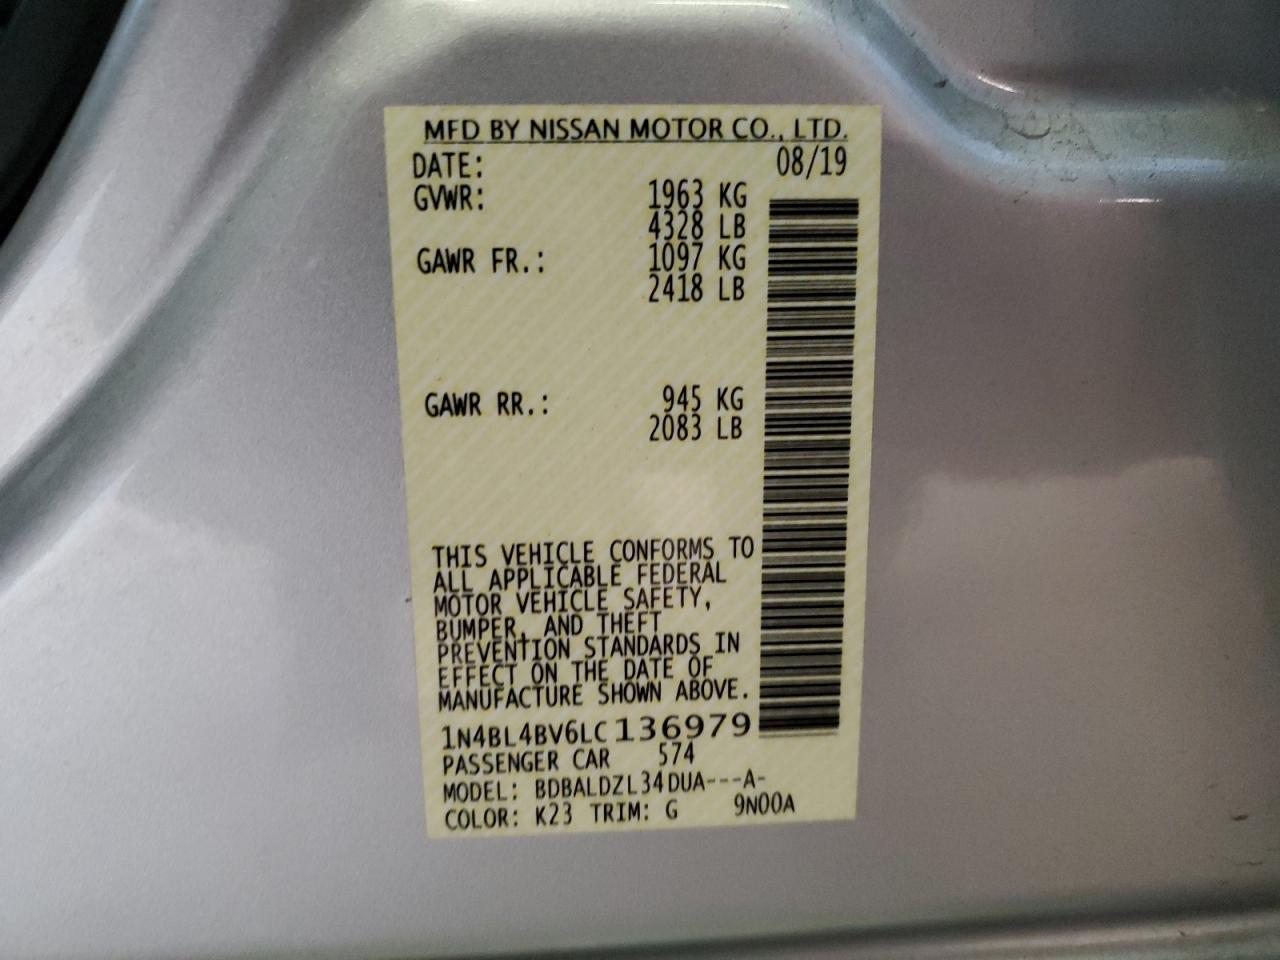 MFD BY NISSAN MOTOR CO., LTD.
DATE: 08/19
GVWR: 1963 KG
4328 LB
GAWR FR.: 1097 KG
2418 LB
GAWR RR.: 945 KG
2083 LB
THIS VEHICLE CONFORMS TO
ALL APPLICABLE FEDERAL
MOTOR VEHICLE SAFETY,
BUMPER, AND THEFT
PREVENTION STANDARDS IN
EFFECT ON THE DATE OF
MANUFACTURE SHOWN ABOVE.
1N4BL4BV6LC136979
PASSENGER CAR 574
MODEL: BDBALDZL34DUA---A-
COLOR: K23 TRIM: G 9N00A